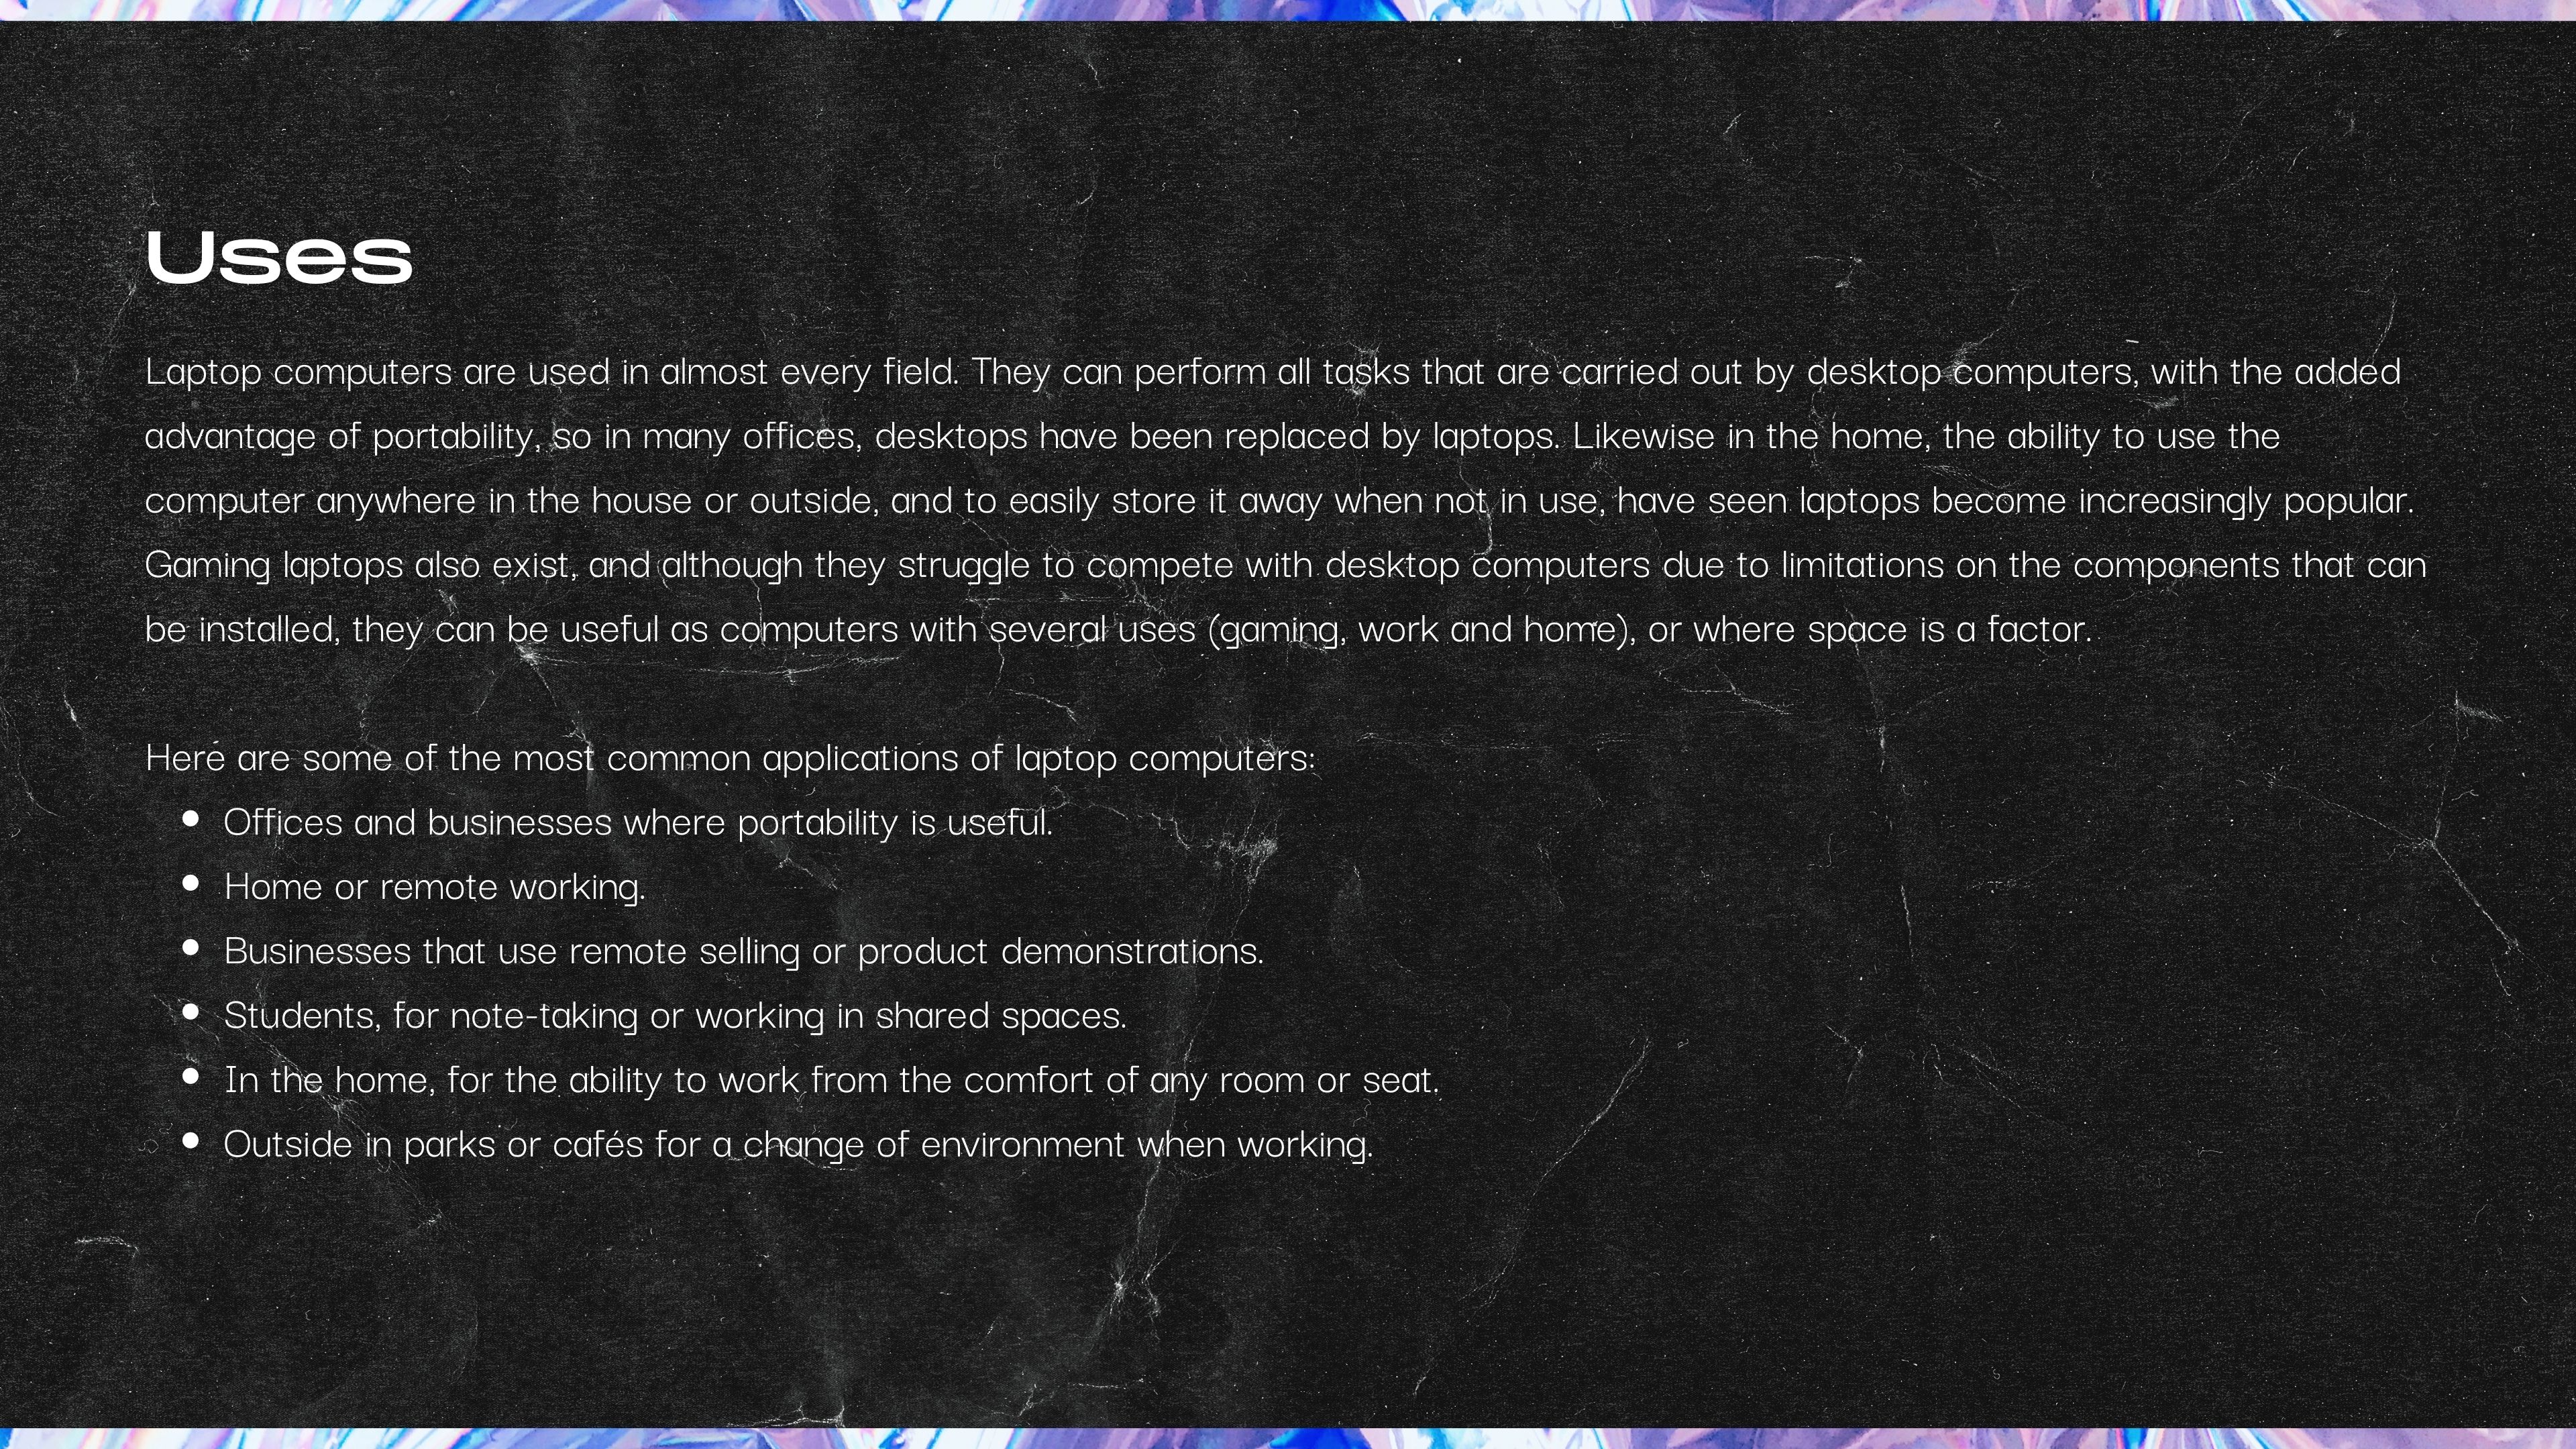 Uses
Laptop computers are used in almost every field. They can perform all tasks that are carried out by desktop computers, with the added
advantage of portability, so in many offices, desktops have been replaced by laptops. Likewise in the home, the ability to use the
computer anywhere in the house or outside, and to easily store it away when not in use, have seen laptops become increasingly popular.
Gaming laptops also exist, and although they struggle to compete with desktop computers due to limitations on the components that can
be installed, they can be useful as computers with several uses (gaming, work and home), or where space is a factor.
Here are some of the most common applications of laptop computers:
• Offices and businesses where portability is useful.
• Home or remote working.
• Businesses that use remote selling or product demonstrations.
• Students, for note-taking or working in shared spaces.
• In the home, for the ability to work from the comfort of any room or seat.
• Outside in parks or cafés for a change of environment when working.